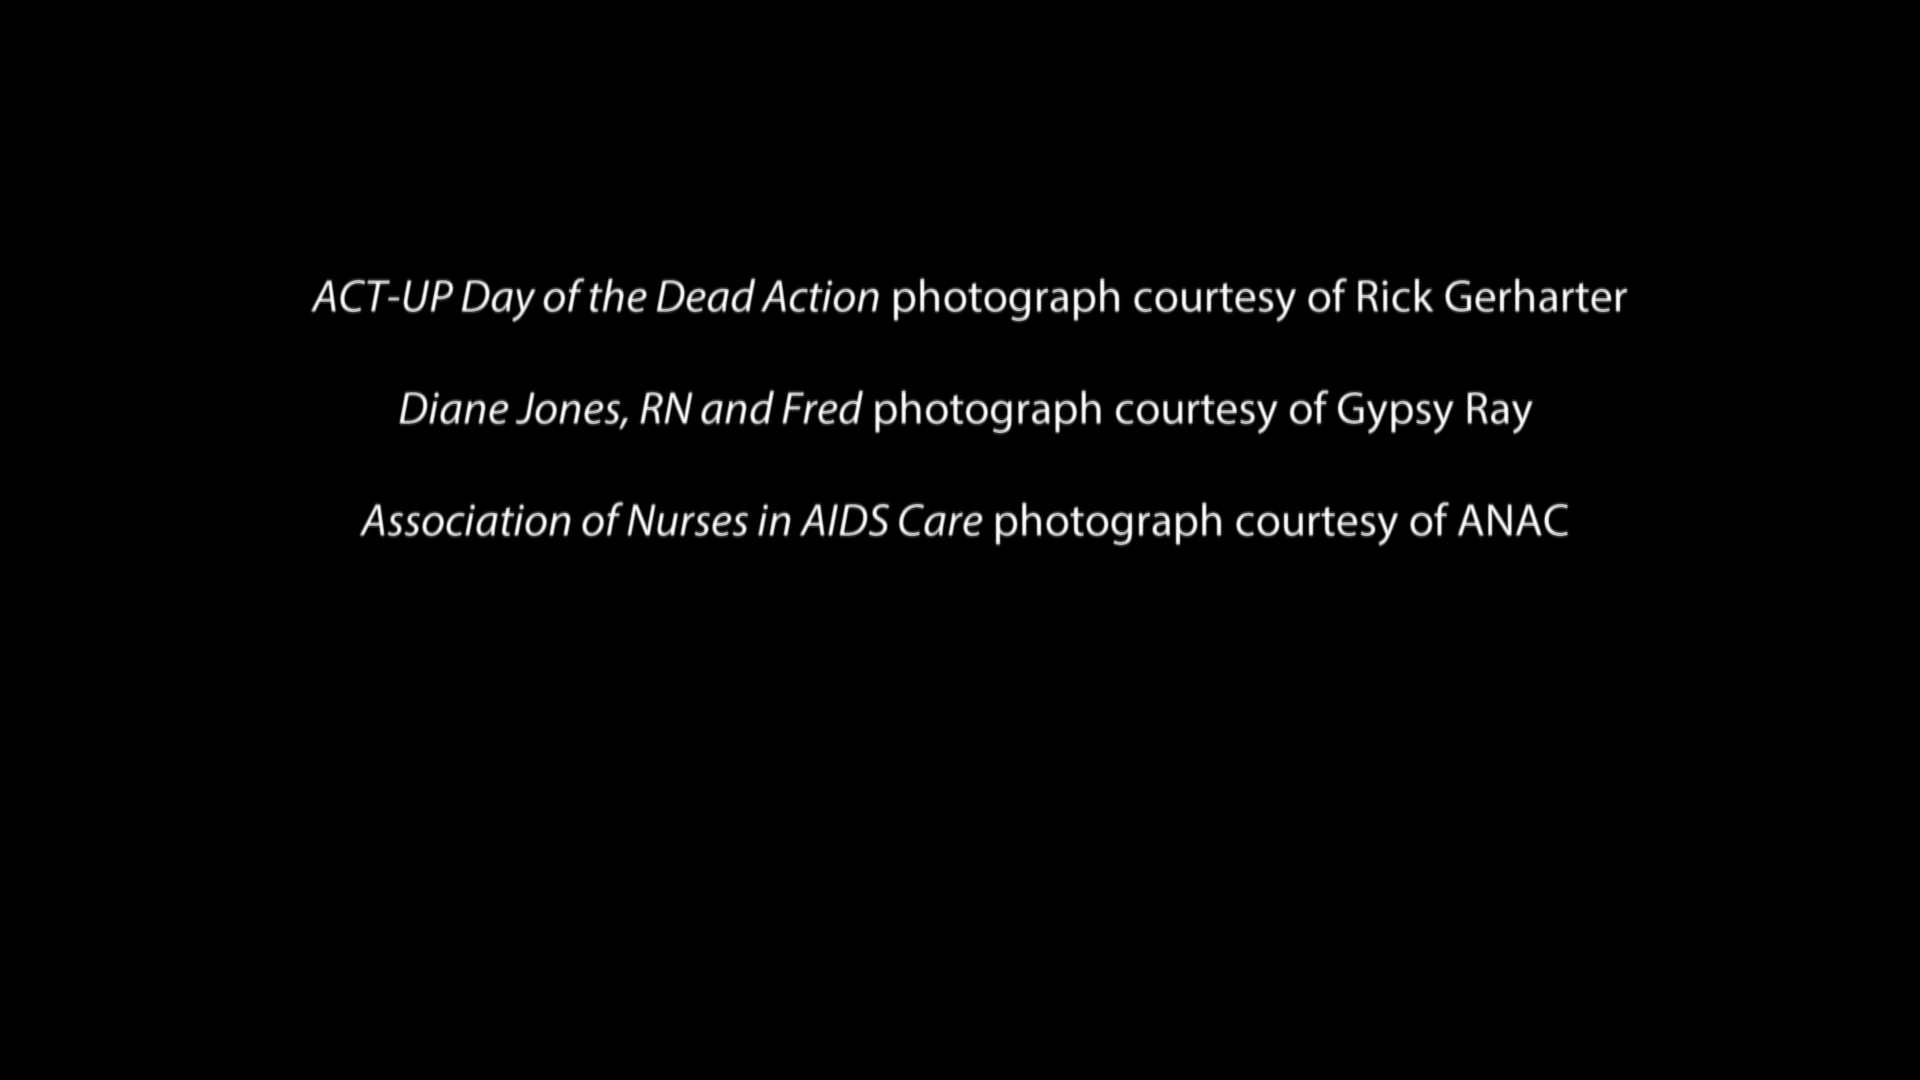 ACT-UP Day of the Dead Action photograph courtesy of Rick Gerharter
Diane Jones, RN and Fred photograph courtesy of Gypsy Ray
Association of Nurses in AIDS Care photograph courtesy of ANAC